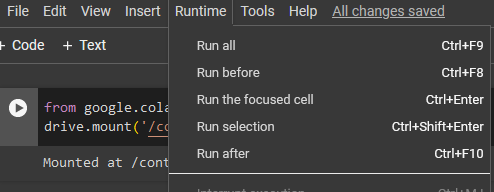 File Edit View Insert Runtime Tools Help All changes saved
+ Code + Text
Run all Ctrl+F9
Run before Ctrl+F8
Run the focused cell Ctrl+Enter
Run selection Ctrl+Shift+Enter
Run after Ctrl+F10
from google.cola
drive.mount('/co
Mounted at /cont